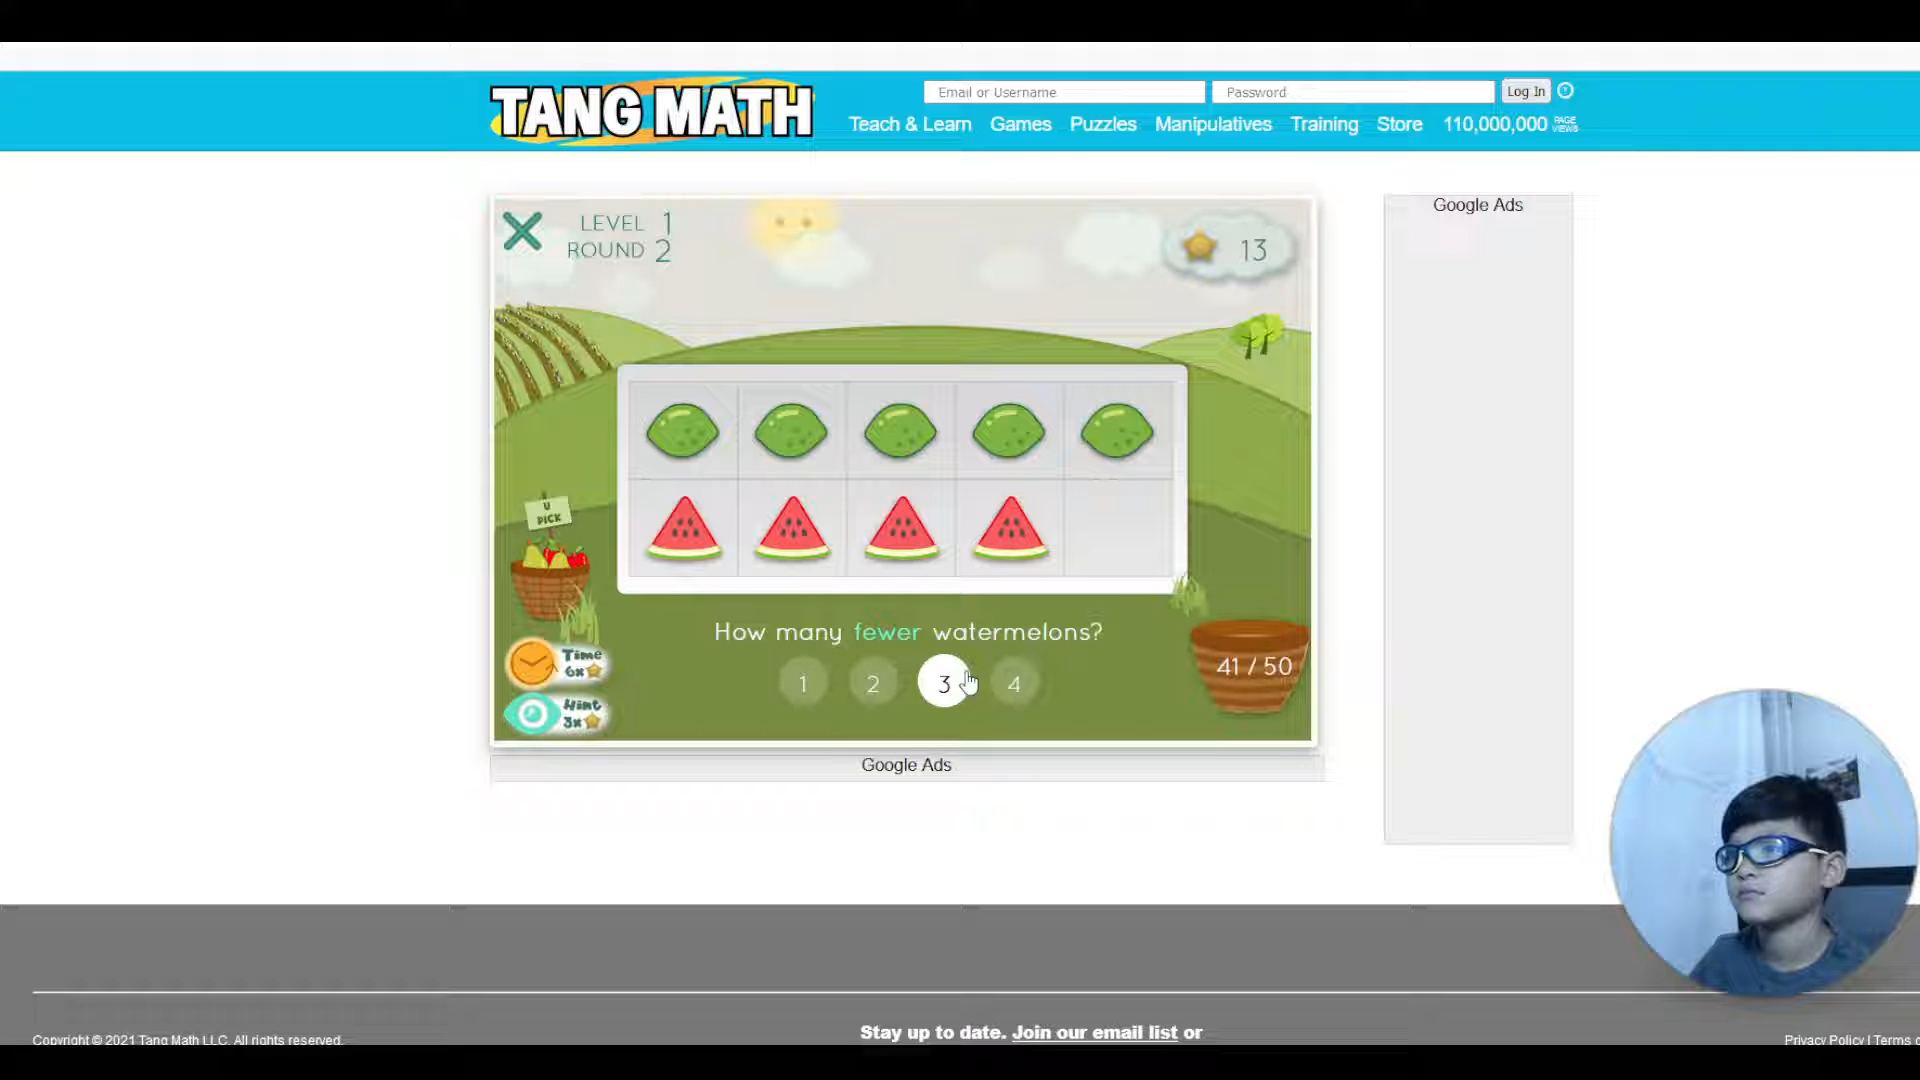 TANG MATH
Email or Username
Password
Log In
Teach & Learn
Games
Puzzles
Manipulatives
Training
Store
110,000,000 PAGE VIEWS
LEVEL 1
ROUND 2
13
Google Ads
U PICK
How many fewer watermelons?
Time
6x
1
2
3
4
41 / 50
Hint
3x
Google Ads
Stay up to date. Join our email list or
Copyright © 2021 Tang Math LLC. All rights reserved.
Privacy Policy | Terms